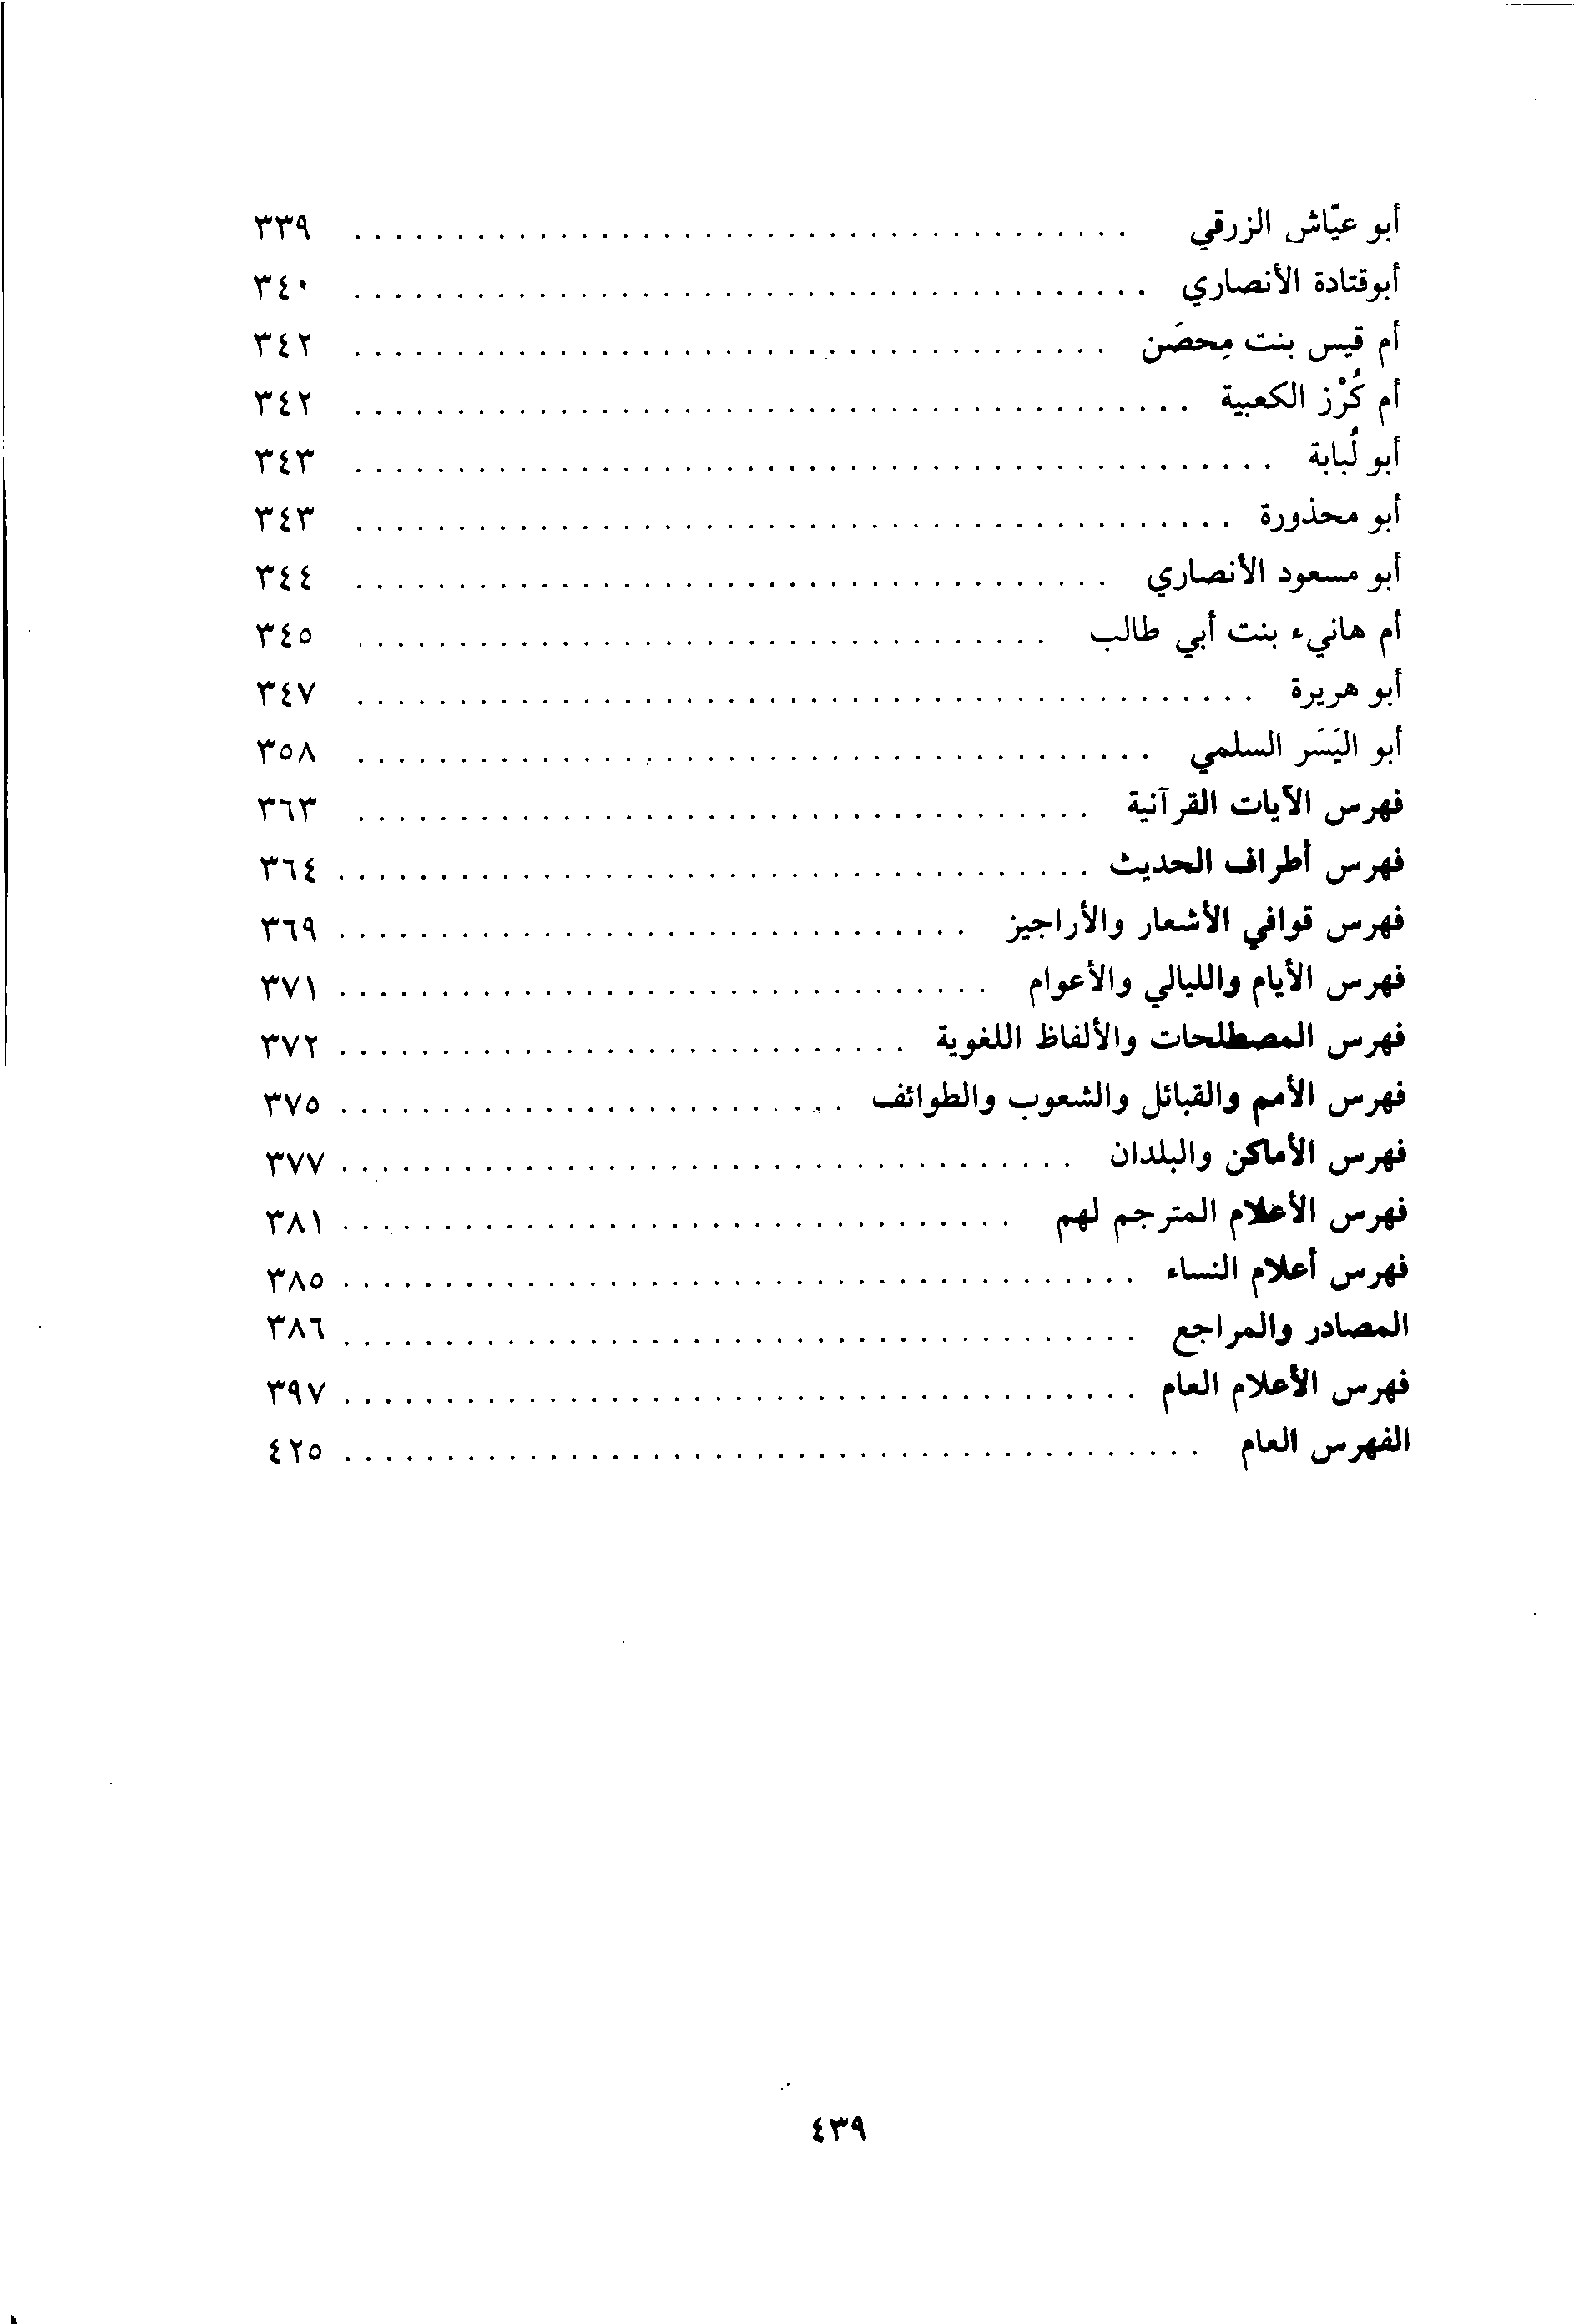 أبو عيّاش الزرقي . . . . . . . . . . ٣٣٩
أبوقتادة الأنصاري . . . . . . . . . . ٣٤٠
أم قيس بنت مِحصَن . . . . . . . . . . ٣٤٢
أم كُرْز الكعبية . . . . . . . . . . ٣٤٢
أبو لُبابة . . . . . . . . . . ٣٤٣
أبو محذورة . . . . . . . . . . ٣٤٣
أبو مسعود الأنصاري . . . . . . . . . . ٣٤٤
أم هانيء بنت أبي طالب . . . . . . . . . . ٣٤٥
أبو هريرة . . . . . . . . . . ٣٤٧
أبو اليَسَر السلمي . . . . . . . . . . ٣٥٨
فهرس الآيات القرآنية . . . . . . . . . . ٣٦٣
فهرس أطراف الحديث . . . . . . . . . . ٣٦٤
فهرس قوافي الأشعار والأراجيز . . . . . . . . . . ٣٦٩
فهرس الأيام والليالي والأعوام . . . . . . . . . . ٣٧١
فهرس المصطلحات والألفاظ اللغوية . . . . . . . . . . ٣٧٢
فهرس الأمم والقبائل والشعوب والطوائف . . . . . . . . . . ٣٧٥
فهرس الأماكن والبلدان . . . . . . . . . . ٣٧٧
فهرس الأعلام المترجم لهم . . . . . . . . . . ٣٨١
فهرس أعلام النساء . . . . . . . . . . ٣٨٥
المصادر والمراجع . . . . . . . . . . ٣٨٦
فهرس الأعلام العام . . . . . . . . . . ٣٩٧
الفهرس العام . . . . . . . . . . ٤٢٥
٤٣٩